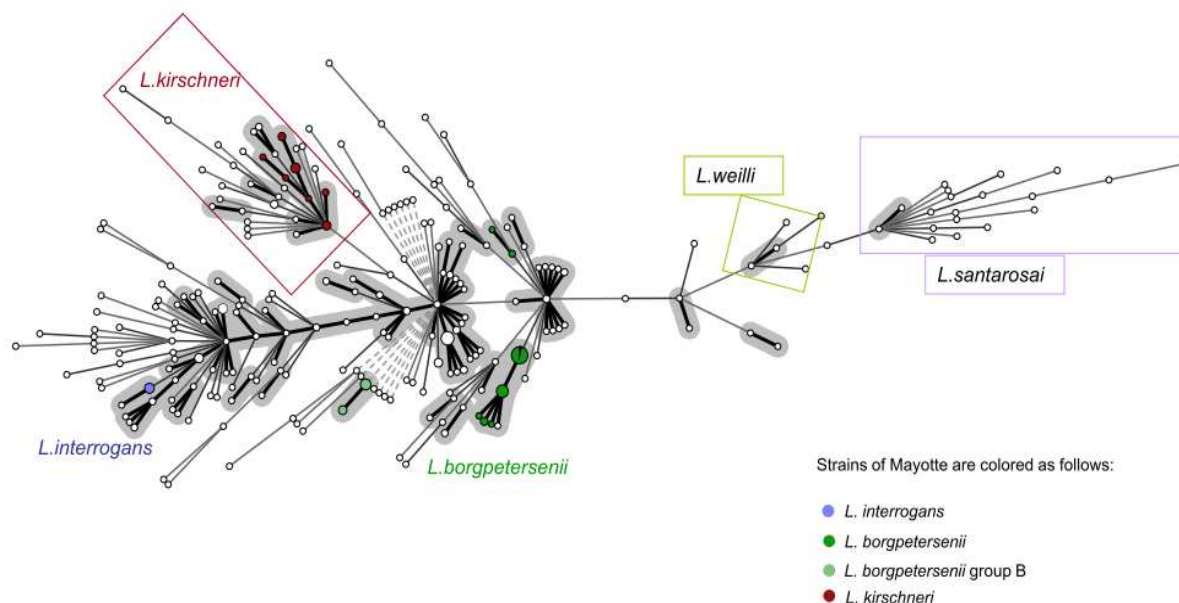 L.kirschneri
L.weilli
L.santarosai
L.interrogans
L.borgpetersenii
Strains of Mayotte are colored as follows:
L. interrogans
L. borgpetersenii
L. borgpetersenii group B
L. kirschneri